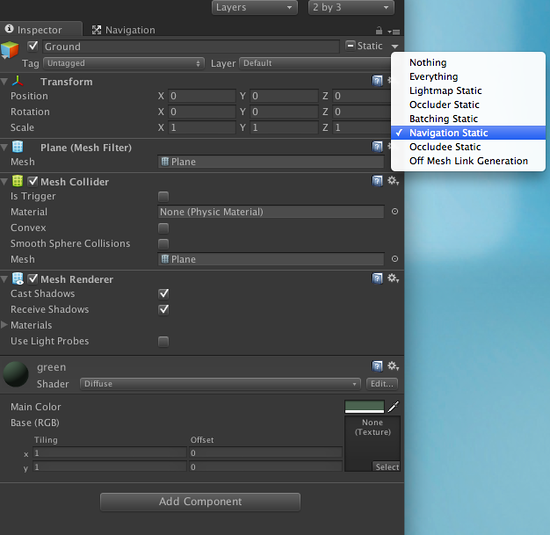 Layers 2 by 3
Inspector Navigation
Ground Static
Tag Untagged Layer Default
Nothing
Everything
Lightmap Static
Occluder Static
Batching Static
Navigation Static
Occludee Static
Off Mesh Link Generation
Transform
Position X 0 Y 0 Z 0
Rotation X 0 Y 0 Z 0
Scale X 1 Y 1 Z 1
Plane (Mesh Filter)
Mesh Plane
Mesh Collider
Is Trigger
Material None (Physic Material)
Convex
Smooth Sphere Collisions
Mesh Plane
Mesh Renderer
Cast Shadows
Receive Shadows
Materials
Use Light Probes
green
Shader Diffuse Edit...
Main Color
Base (RGB) None
(Texture)
Tiling Offset
x 1 0
y 1 0
Select
Add Component